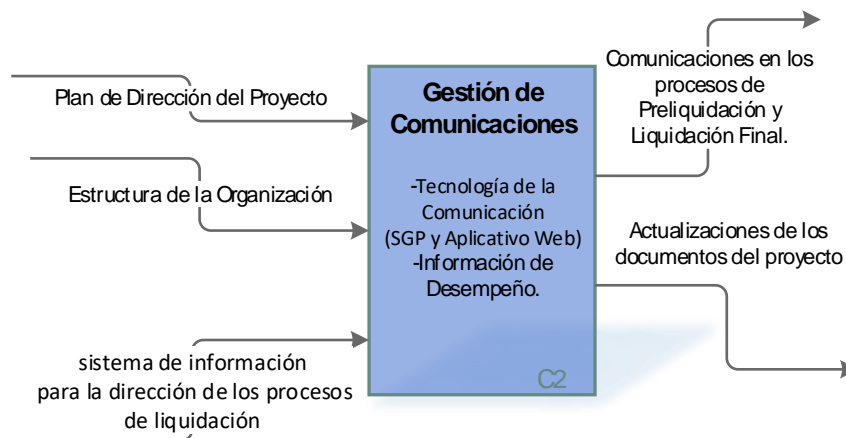 Plan de Dirección del Proyecto
Estructura de la Organización
sistema de información
para la dirección de los procesos
de liquidación
Gestión de
Comunicaciones
-Tecnología de la
Comunicación
(SGP y Aplicativo Web)
-Información de
Desempeño.
C2
Comunicaciones en los
procesos de
Preliquidación y
Liquidación Final.
Actualizaciones de los
documentos del proyecto